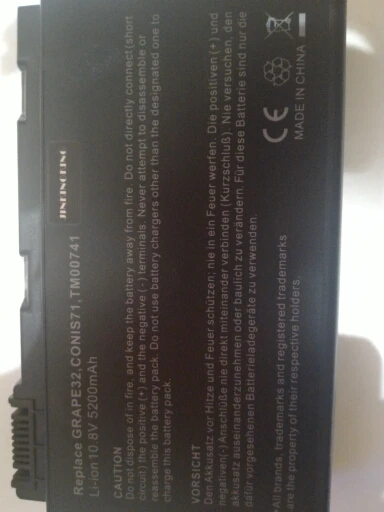 Replace GRAPE32,CONIS71,TM00741
Li-ion 10.8V 5200mAh
CAUTION
Do not dispose of in fire, and keep the battery away from fire. Do not directly connect (short
circuit) the positive (+) and the negative (-) terminals. Never attempt to disassemble or
reassemble the battery pack. Do not use battery chargers other than the designated one to
charge this battery pack.
VORSICHT
Den Akkusatz vor Hitze und Feuer schützen; nie in ein Feuer werfen. Die positiven (+) und
negativen(-) Anschlüße nie direkt miteinander verbinden (Kurzschluß). Nie versuchen, den
akkusatz auseinanderzunehmen oder baulich zu verändern. Für diese Batterie sind nur die
dafür vorgesehenen Batterieladegeräte zu verwenden.
CE
MADE IN CHINA
All brands, trademarks and registered trademarks
are the property of their respective holders.